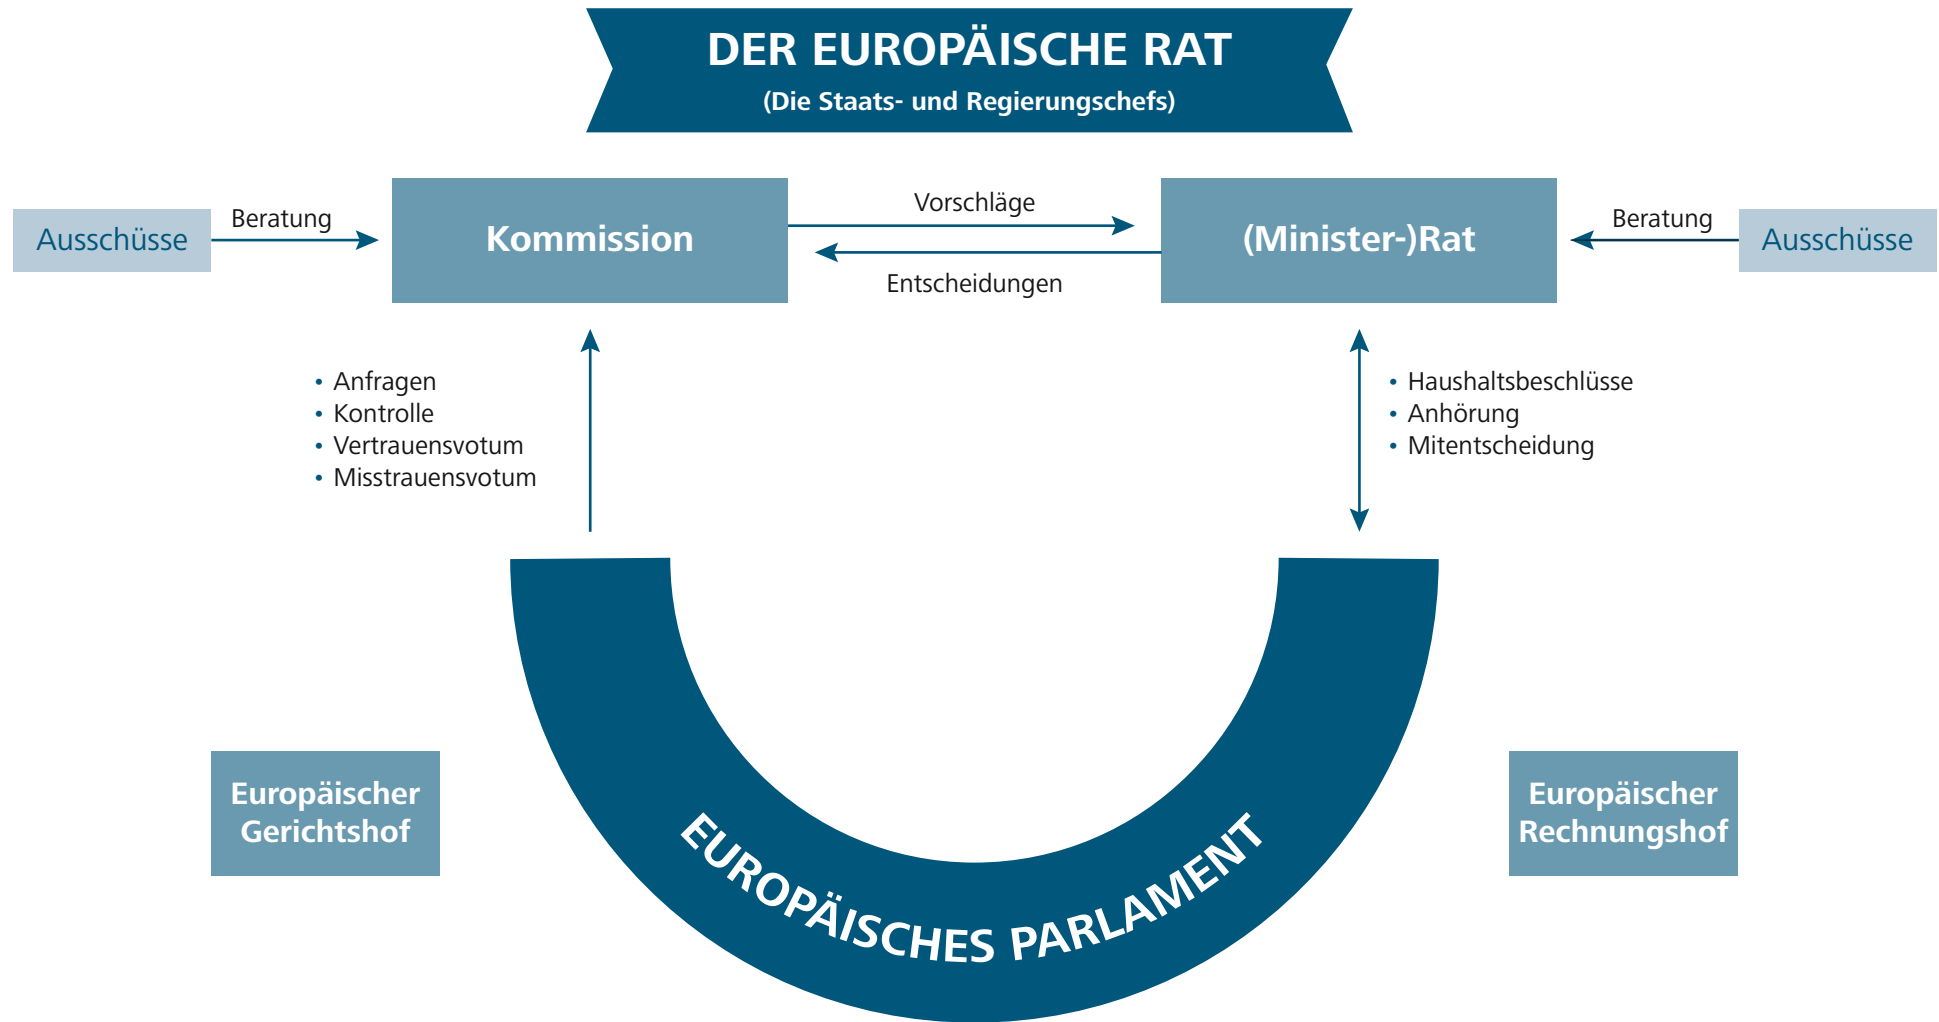 DER EUROPÄISCHE RAT
(Die Staats- und Regierungschefs)
Ausschüsse
Beratung
Kommission
Vorschläge
Entscheidungen
(Minister-)Rat
Beratung
Ausschüsse
• Anfragen
• Kontrolle
• Vertrauensvotum
• Misstrauensvotum
• Haushaltsbeschlüsse
• Anhörung
• Mitentscheidung
Europäischer
Gerichtshof
EUROPÄISCHES PARLAMENT
Europäischer
Rechnungshof